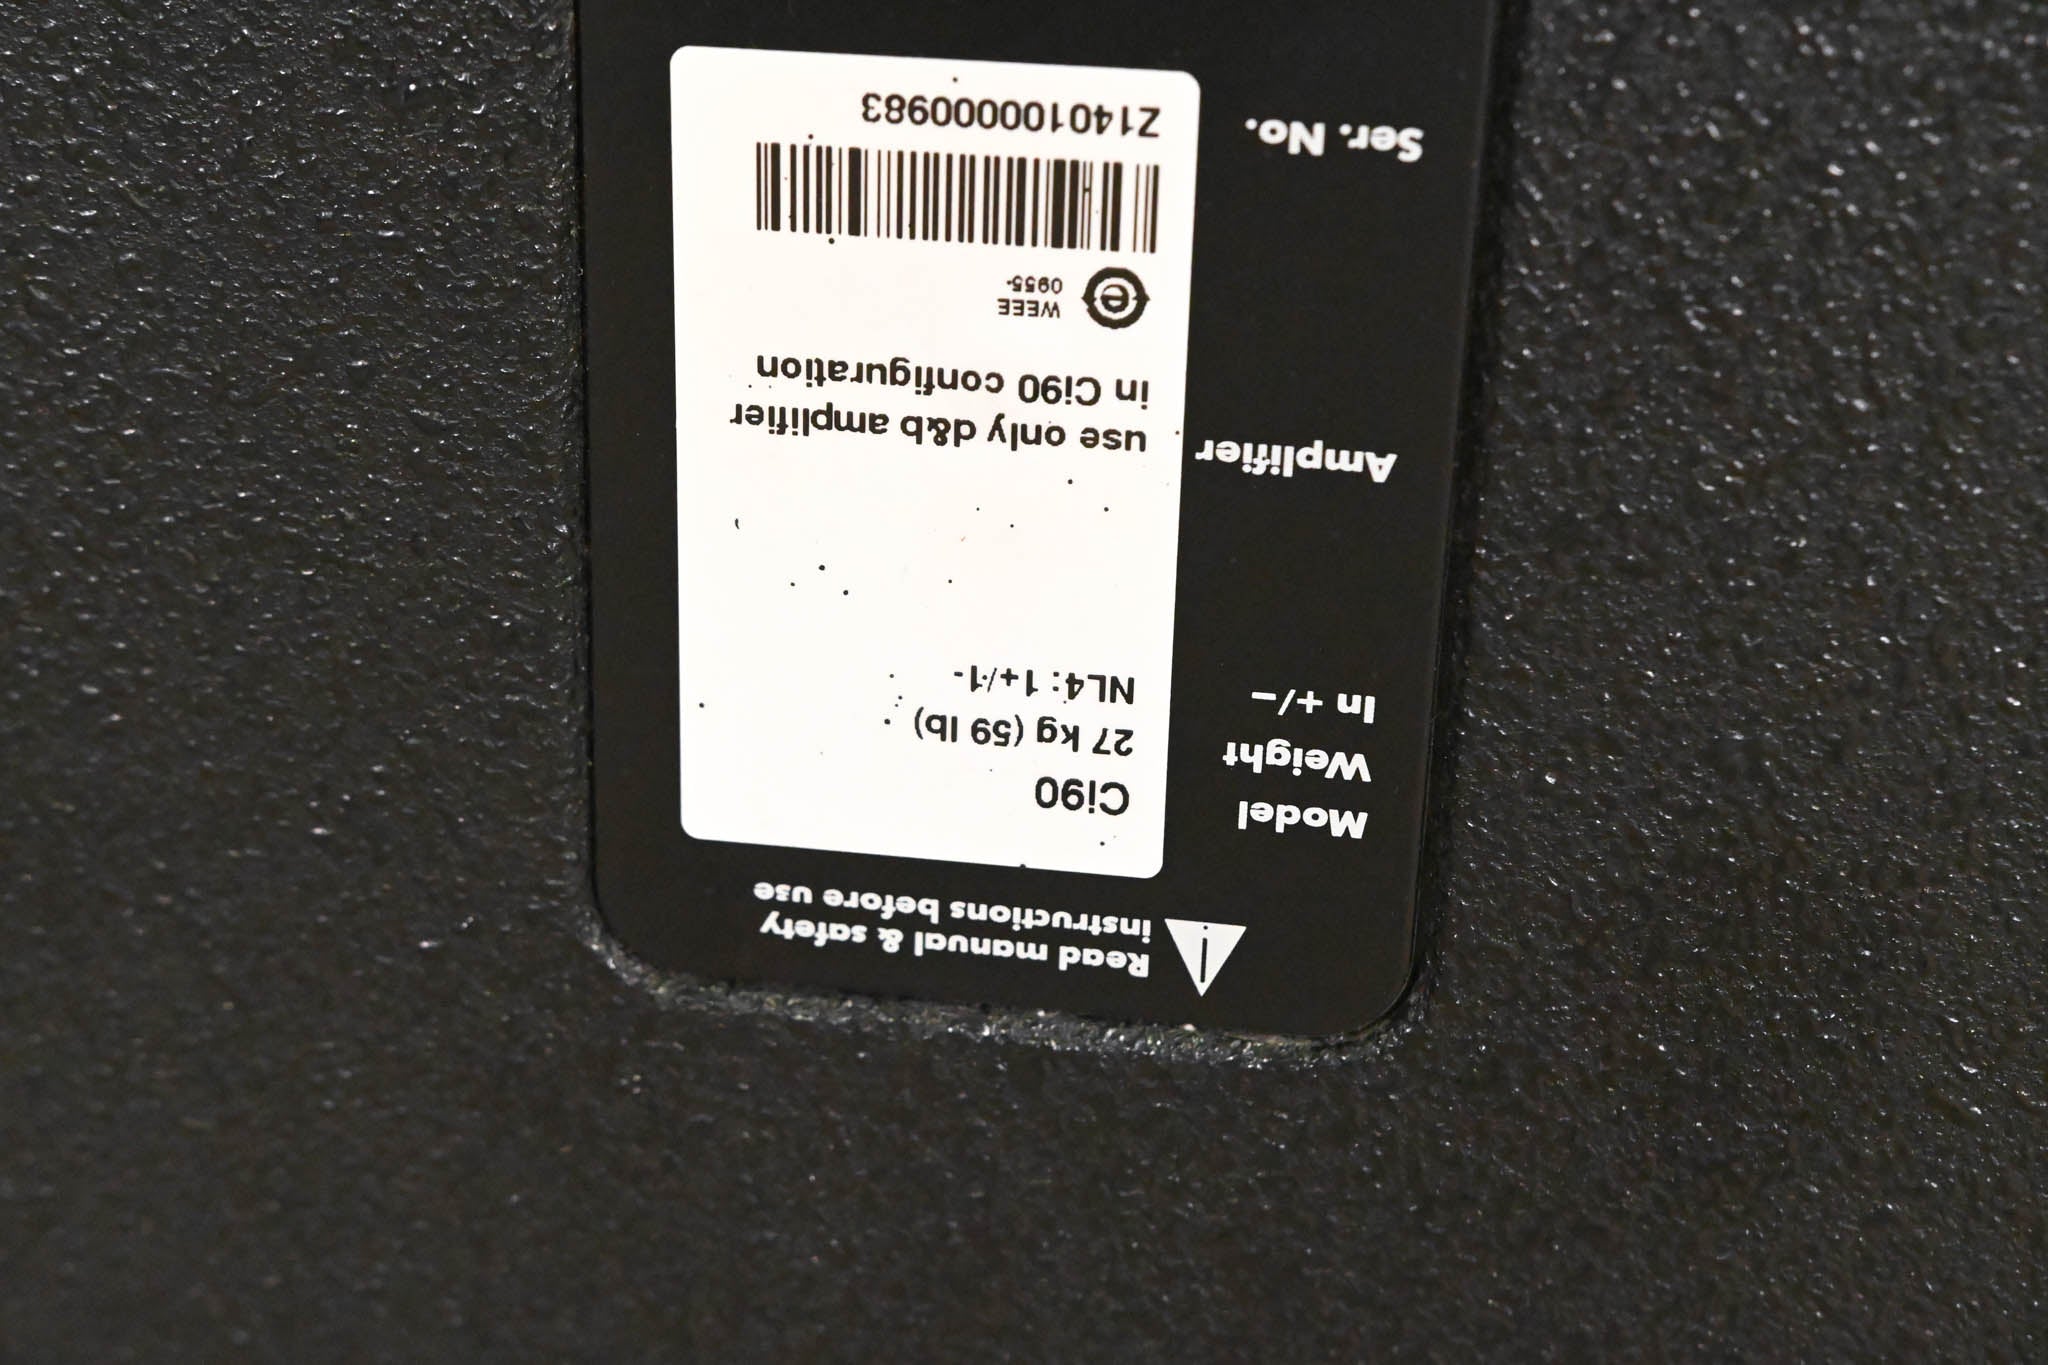 Read manual & safety
instructions before use
Model Ci90
Weight 27 kg (59 lb)
In +/− NL4: 1+/1-
Amplifier use only d&b amplifier
in Ci90 configuration
e WEEE
0955-
Ser. No. Z140100000983